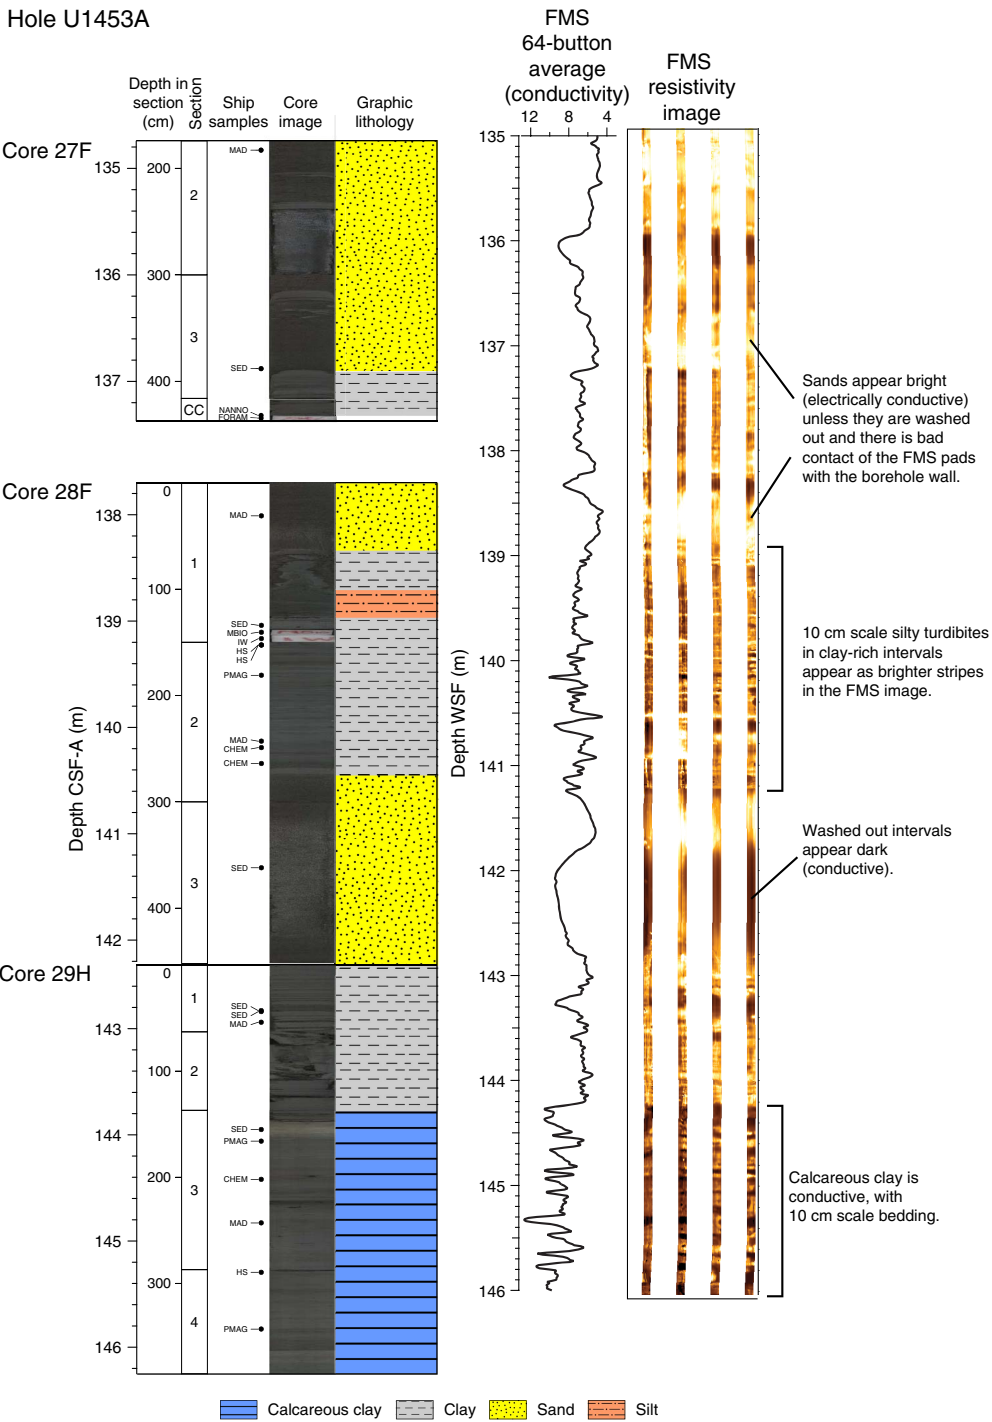 Hole U1453A
FMS
64-button
average
(conductivity)
FMS
resistivity
image
Depth in
section
(cm)
Section
Ship
samples
Core
image
Graphic
lithology
12 8 4
Core 27F
135
136
137
200
300
400
2
3
CC
MAD
SED
NANNO
FORAM
Core 28F
138
139
140
141
142
0
100
200
300
400
1
2
3
MAD
SED
MBIO
IW
HS
HS
PMAG
MAD
CHEM
CHEM
SED
Depth CSF-A (m)
Core 29H
143
144
145
146
0
100
200
300
1
2
3
4
SED
SED
MAD
SED
PMAG
CHEM
MAD
HS
PMAG
Depth WSF (m)
135
136
137
138
139
140
141
142
143
144
145
146
Sands appear bright
(electrically conductive)
unless they are washed
out and there is bad
contact of the FMS pads
with the borehole wall.
10 cm scale silty turdibites
in clay-rich intervals
appear as brighter stripes
in the FMS image.
Washed out intervals
appear dark
(conductive).
Calcareous clay is
conductive, with
10 cm scale bedding.
Calcareous clay Clay Sand Silt